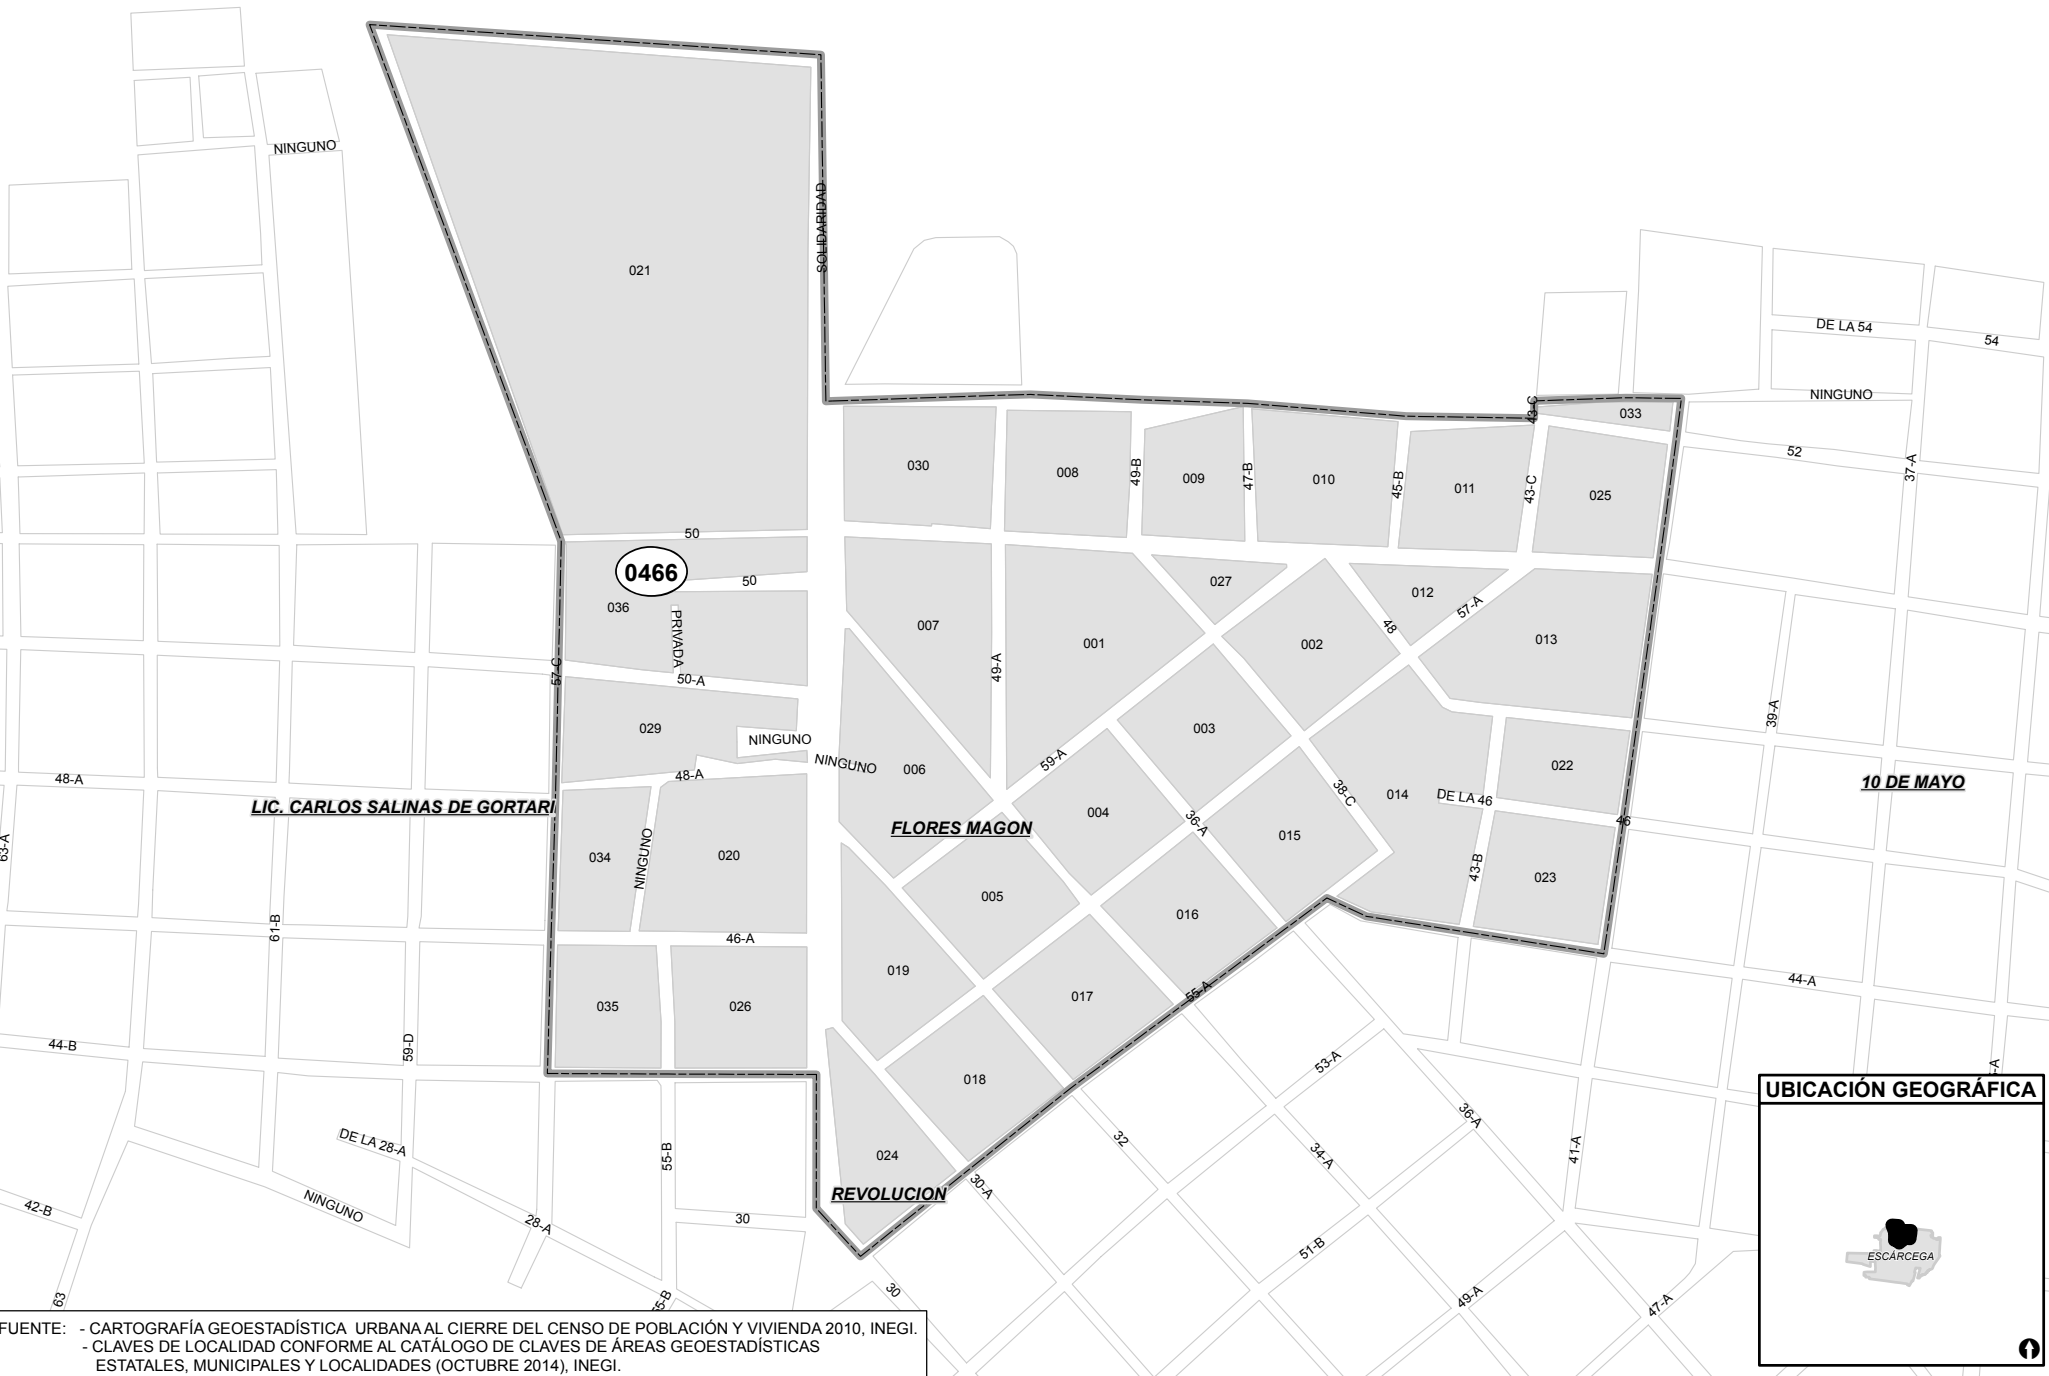 NINGUNO
SOLIDARIDAD
021
DE LA 54
54
NINGUNO
43-C
033
52
37-A
030
008
49-B
009
47-B
010
45-B
011
43-C
025
50
0466
50
036
PRIVADA
027
012
57-A
48
007
001
002
013
49-A
57-C
50-A
029
NINGUNO
NINGUNO
006
59-A
003
39-A
022
48-A
48-A
10 DE MAYO
LIC. CARLOS SALINAS DE GORTARI
FLORES MAGON
004
36-A
38-C
014
DE LA 46
46
015
63-A
034
NINGUNO
020
43-B
023
005
016
61-B
46-A
019
017
55-A
44-A
035
026
44-B
59-D
018
53-A
36-A
32
34-A
41-A
-A
DE LA 28-A
55-B
024
REVOLUCION
30-A
NINGUNO
42-B
28-A
30
51-B
63
30
49-A
47-A
UBICACIÓN GEOGRÁFICA
ESCÁRCEGA
FUENTE: - CARTOGRAFÍA GEOESTADÍSTICA URBANA AL CIERRE DEL CENSO DE POBLACIÓN Y VIVIENDA 2010, INEGI.
- CLAVES DE LOCALIDAD CONFORME AL CATÁLOGO DE CLAVES DE ÁREAS GEOESTADÍSTICAS
ESTATALES, MUNICIPALES Y LOCALIDADES (OCTUBRE 2014), INEGI.